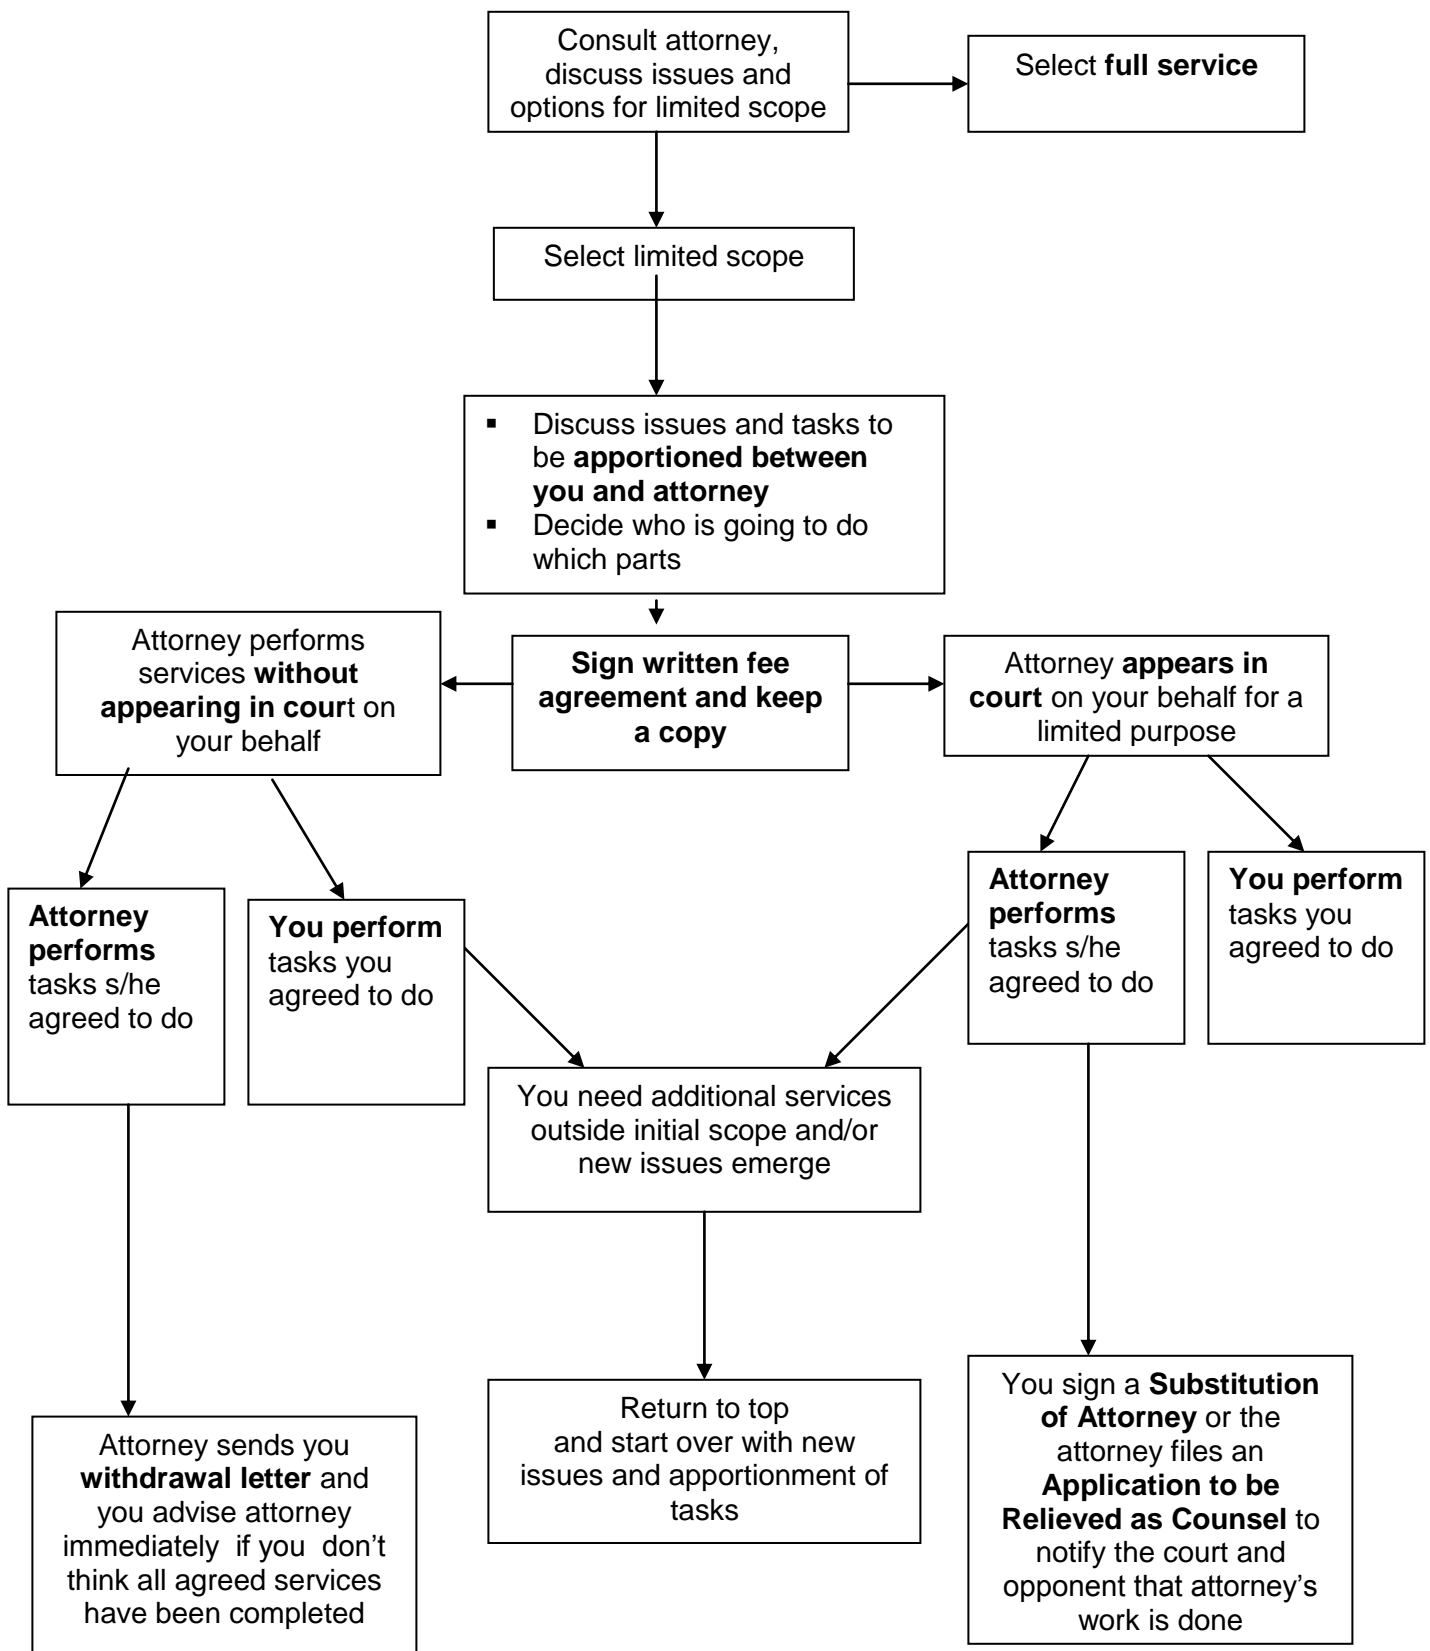 Consult attorney,
discuss issues and
options for limited scope
Select full service
Select limited scope
▪ Discuss issues and tasks to
be apportioned between
you and attorney
▪ Decide who is going to do
which parts
Attorney performs
services without
appearing in court on
your behalf
Sign written fee
agreement and keep
a copy
Attorney appears in
court on your behalf for a
limited purpose
Attorney
performs
tasks s/he
agreed to do
You perform
tasks you
agreed to do
Attorney
performs
tasks s/he
agreed to do
You perform
tasks you
agreed to do
You need additional services
outside initial scope and/or
new issues emerge
Attorney sends you
withdrawal letter and
you advise attorney
immediately if you don’t
think all agreed services
have been completed
Return to top
and start over with new
issues and apportionment of
tasks
You sign a Substitution
of Attorney or the
attorney files an
Application to be
Relieved as Counsel to
notify the court and
opponent that attorney’s
work is done